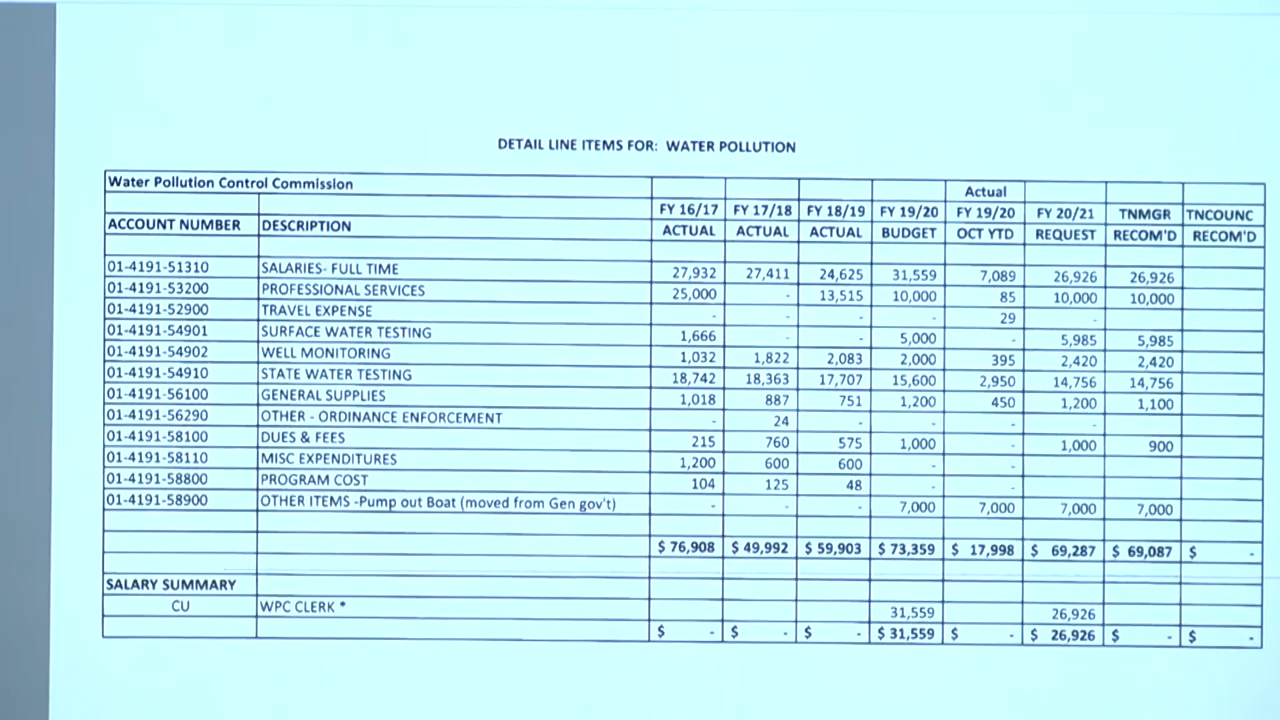 DETAIL LINE ITEMS FOR: WATER POLLUTION
Water Pollution Control Commission
Actual
FY 16/17 FY 17/18 FY 18/19 FY 19/20 FY 19/20 FY 20/21 TNMGR TNCOUNC
ACCOUNT NUMBER DESCRIPTION ACTUAL ACTUAL ACTUAL BUDGET OCT YTD REQUEST RECOM'D RECOM'D
01-4191-51310 SALARIES- FULL TIME 27,932 27,411 24,625 31,559 7,089 26,926 26,926
01-4191-53200 PROFESSIONAL SERVICES 25,000 - 13,515 10,000 85 10,000 10,000
01-4191-52900 TRAVEL EXPENSE - - - - 29 -
01-4191-54901 SURFACE WATER TESTING 1,666 - - 5,000 - 5,985 5,985
01-4191-54902 WELL MONITORING 1,032 1,822 2,083 2,000 395 2,420 2,420
01-4191-54910 STATE WATER TESTING 18,742 18,363 17,707 15,600 2,950 14,756 14,756
01-4191-56100 GENERAL SUPPLIES 1,018 887 751 1,200 450 1,200 1,100
01-4191-56290 OTHER - ORDINANCE ENFORCEMENT - 24 - - - -
01-4191-58100 DUES & FEES 215 760 575 1,000 - 1,000 900
01-4191-58110 MISC EXPENDITURES 1,200 600 600 - - -
01-4191-58800 PROGRAM COST 104 125 48 - - -
01-4191-58900 OTHER ITEMS -Pump out Boat (moved from Gen gov't) - - - 7,000 7,000 7,000 7,000
$ 76,908 $ 49,992 $ 59,903 $ 73,359 $ 17,998 $ 69,287 $ 69,087 $ -
SALARY SUMMARY
CU WPC CLERK * 31,559 26,926
$ - $ - $ - $ 31,559 $ - $ 26,926 $ - $ -